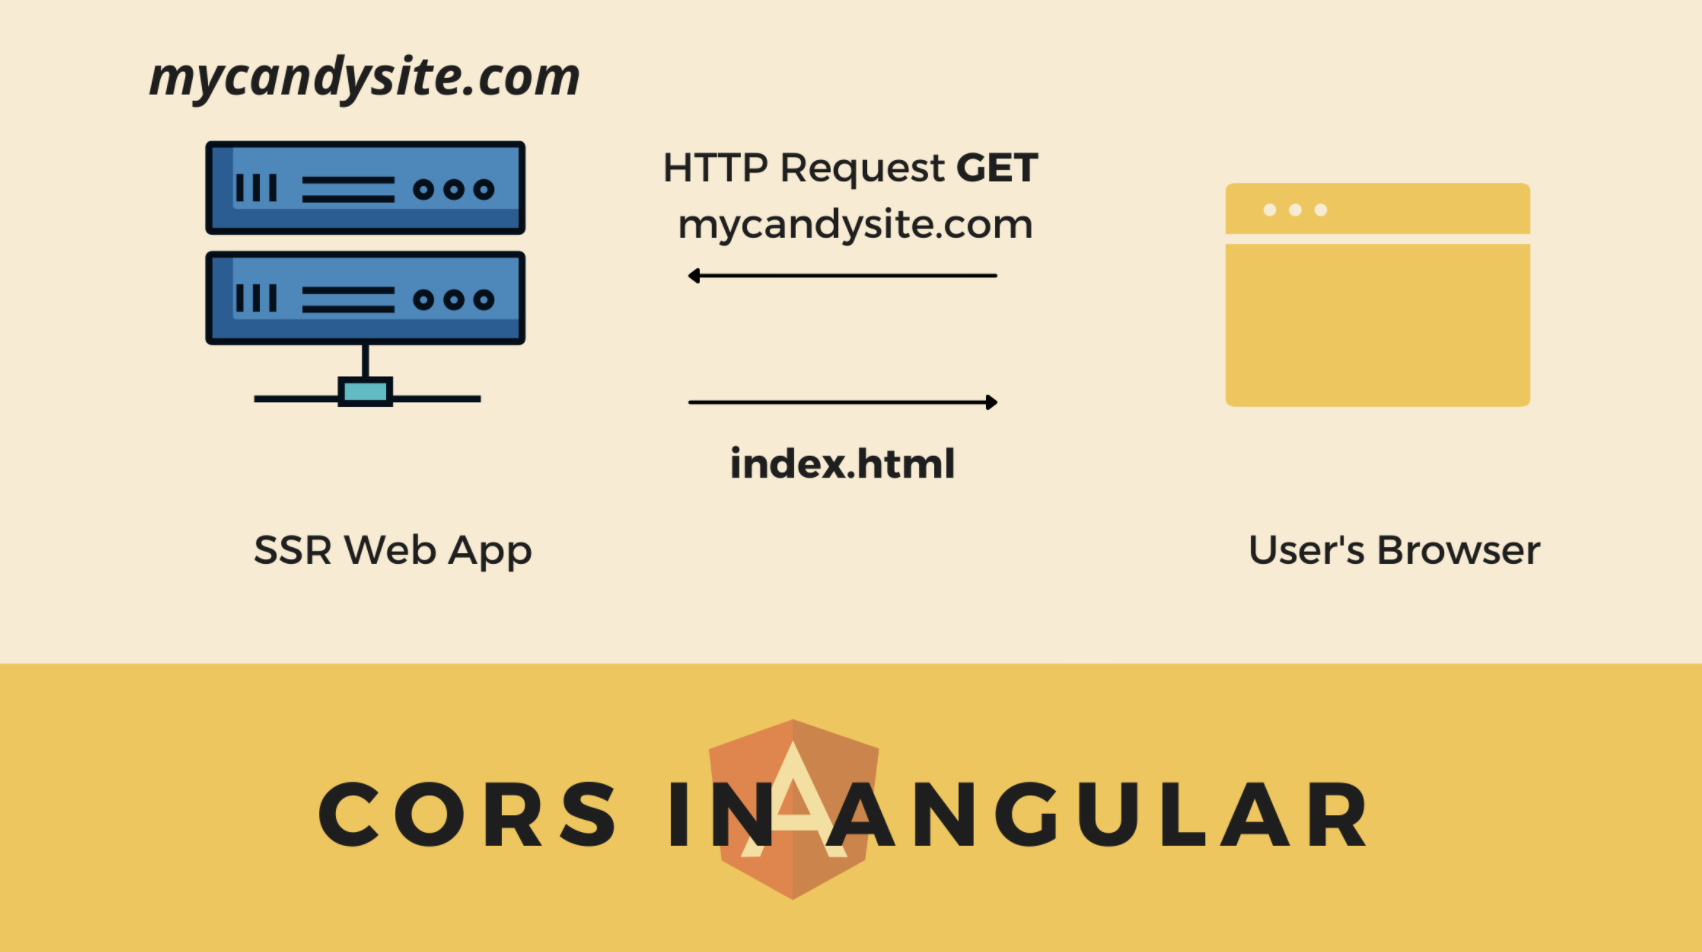 mycandysite.com
HTTP Request GET
mycandysite.com
index.html
SSR Web App
User's Browser
CORS IN ANGULAR